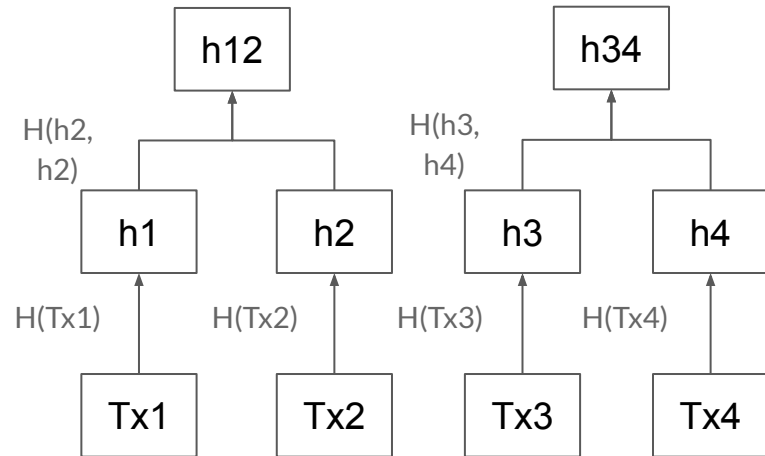 h12
h34
H(h2,
h2)
H(h3,
h4)
h1
h2
h3
h4
H(Tx1)
H(Tx2)
H(Tx3)
H(Tx4)
Tx1
Tx2
Tx3
Tx4